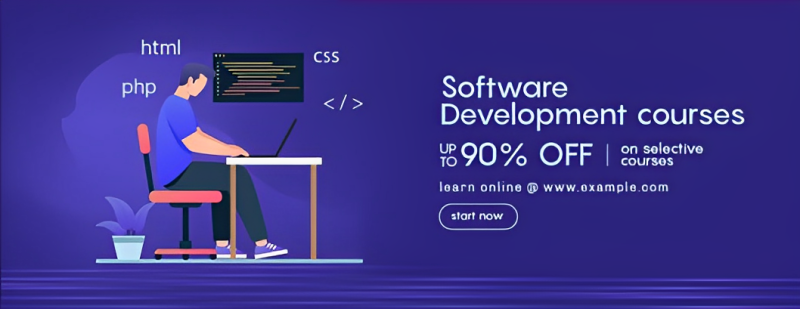 html
css
php
< / >
Software
Development courses
UP TO 90% OFF | on selective courses
learn online @ www.example.com
start now